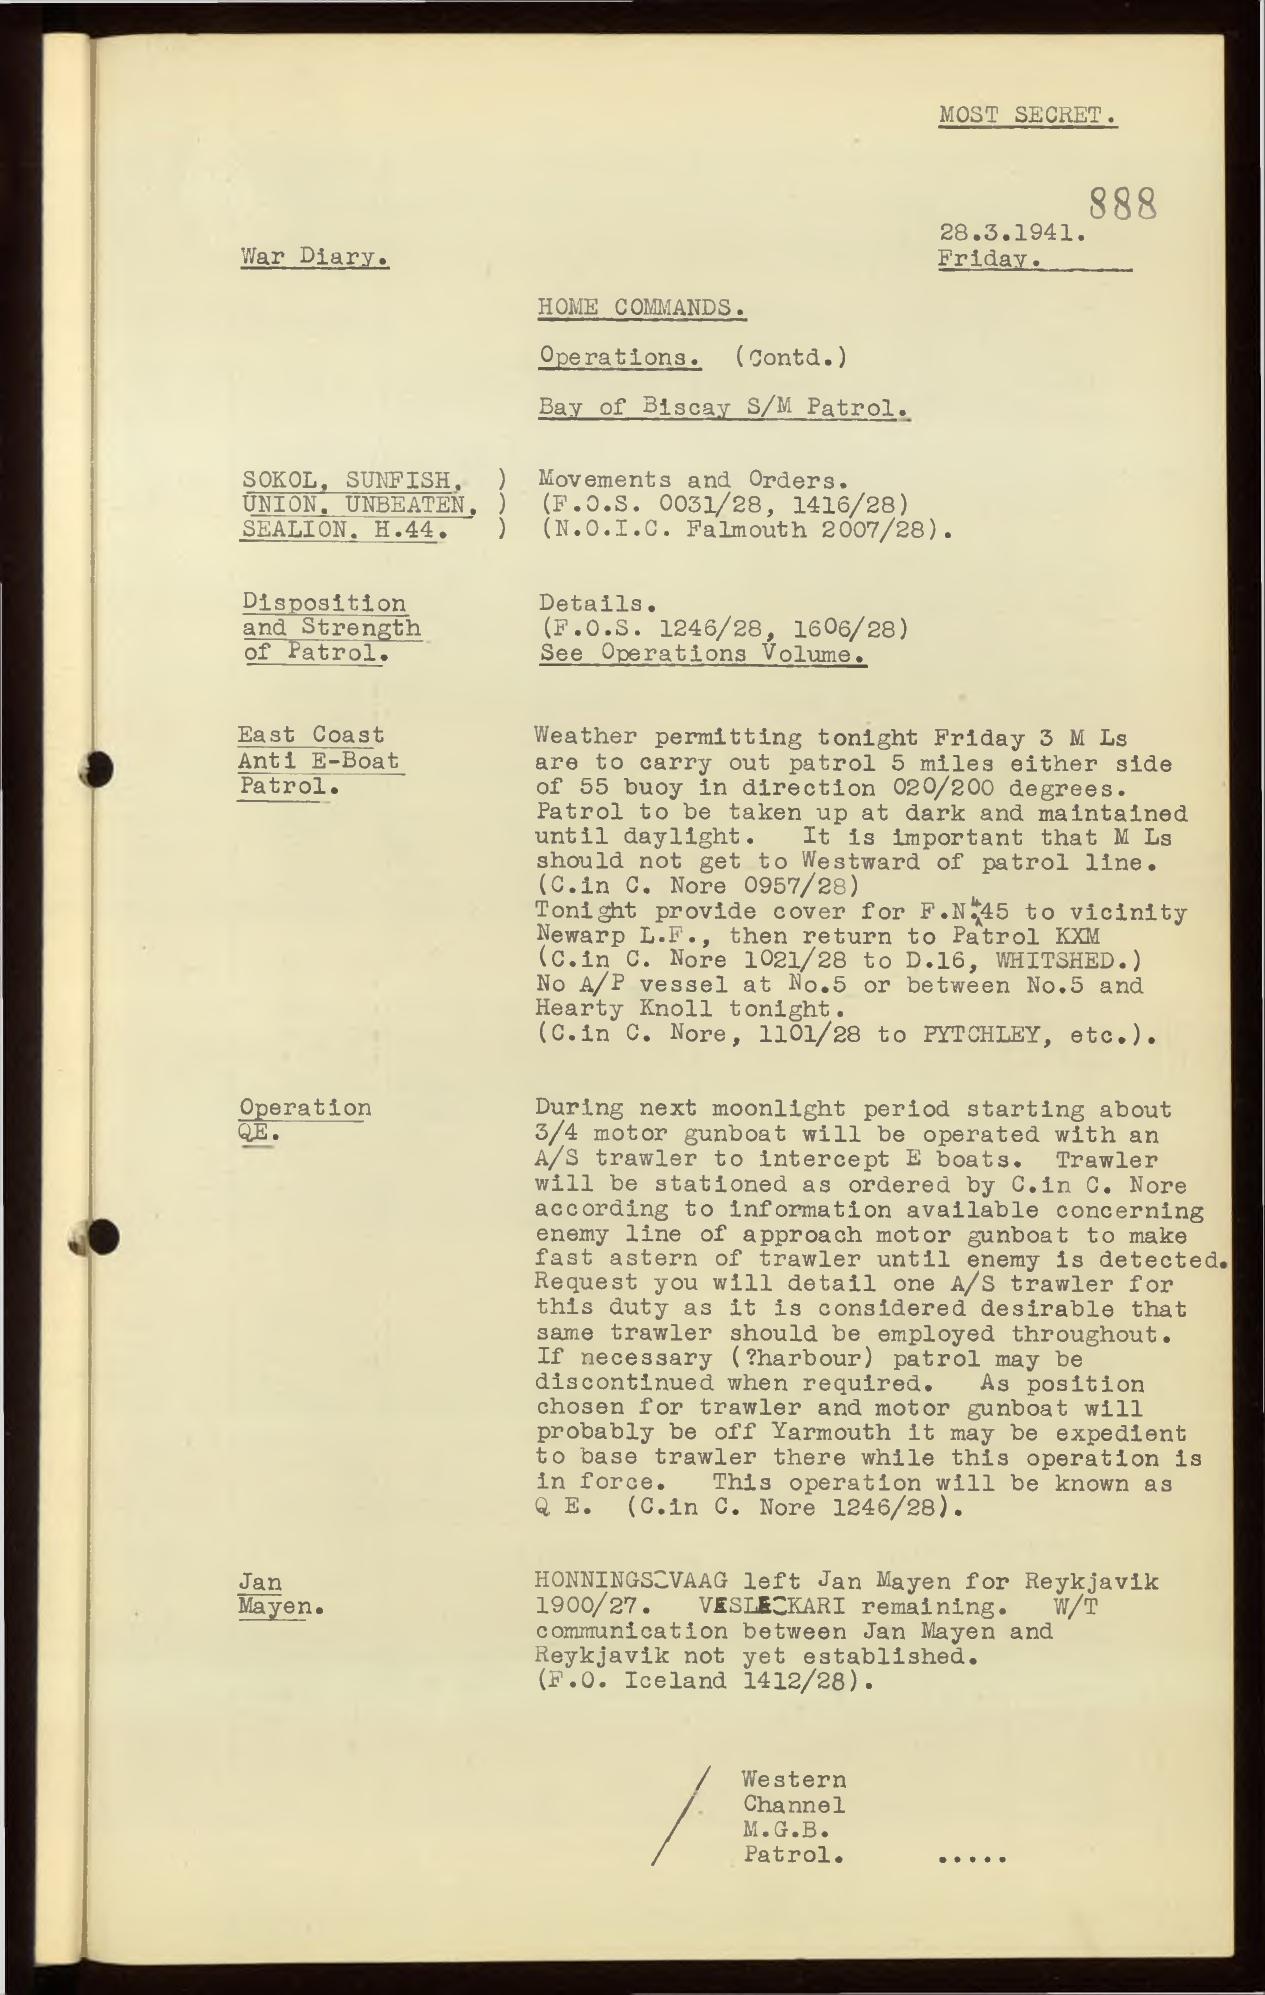 MOST SECRET.
888
28.3.1941.
War Diary.
Friday.
HOME COMMANDS.
Operations. (Contd.)
Bay of Biscay S/M Patrol.
SOKOL, SUNFISH, ) Movements and Orders.
UNION, UNBEATEN, ) (F.O.S. 0031/28, 1416/28)
SEALION, H.44. ) (N.O.I.C. Falmouth 2007/28).
Disposition Details.
and Strength (F.O.S. 1246/28, 1606/28)
of Patrol. See Operations Volume.
East Coast Weather permitting tonight Friday 3 M Ls
Anti E-Boat are to carry out patrol 5 miles either side
Patrol. of 55 buoy in direction 020/200 degrees.
Patrol to be taken up at dark and maintained
until daylight. It is important that M Ls
should not get to Westward of patrol line.
(C.in C. Nore 0957/28)
Tonight provide cover for F.N.45 to vicinity
Newarp L.F., then return to Patrol KXM
(C.in C. Nore 1021/28 to D.16, WHITSHED.)
No A/P vessel at No.5 or between No.5 and
Hearty Knoll tonight.
(C.in C. Nore, 1101/28 to PYTCHLEY, etc.).
Operation During next moonlight period starting about
QE. 3/4 motor gunboat will be operated with an
A/S trawler to intercept E boats. Trawler
will be stationed as ordered by C.in C. Nore
according to information available concerning
enemy line of approach motor gunboat to make
fast astern of trawler until enemy is detected.
Request you will detail one A/S trawler for
this duty as it is considered desirable that
same trawler should be employed throughout.
If necessary (?harbour) patrol may be
discontinued when required. As position
chosen for trawler and motor gunboat will
probably be off Yarmouth it may be expedient
to base trawler there while this operation is
in force. This operation will be known as
Q E. (C.in C. Nore 1246/28).
Jan HONNINGSVAAG left Jan Mayen for Reykjavik
Mayen. 1900/27. VESLEKARI remaining. W/T
communication between Jan Mayen and
Reykjavik not yet established.
(F.O. Iceland 1412/28).
/ Western
Channel
M.G.B.
Patrol. .....